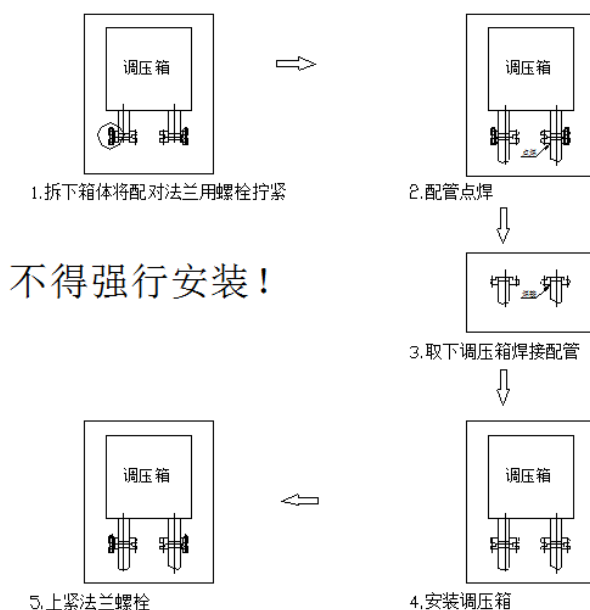 调压箱
1.拆下箱体将配对法兰用螺栓拧紧
调压箱
点焊
2.配管点焊
不得强行安装！
3.取下调压箱焊接配管
调压箱
4.安装调压箱
调压箱
5.上紧法兰螺栓